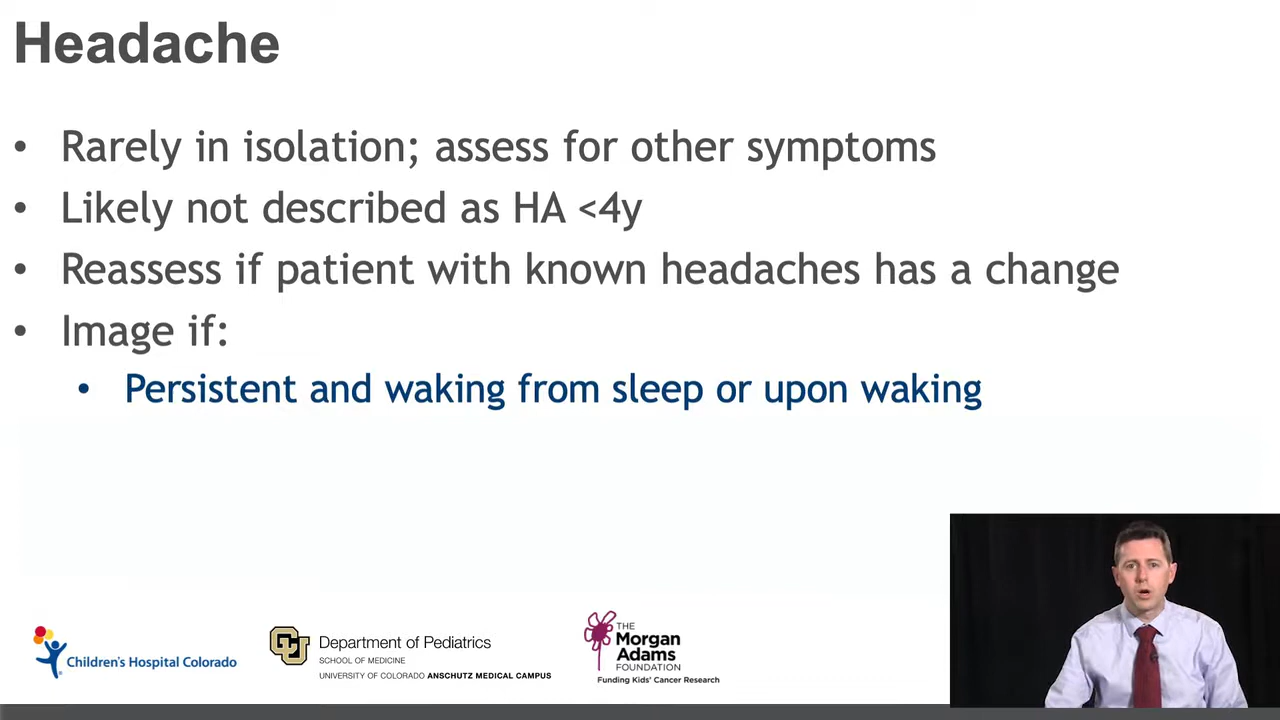 Headache
• Rarely in isolation; assess for other symptoms
• Likely not described as HA <4y
• Reassess if patient with known headaches has a change
• Image if:
• Persistent and waking from sleep or upon waking
Children's Hospital Colorado
CU
Department of Pediatrics
SCHOOL OF MEDICINE
UNIVERSITY OF COLORADO ANSCHUTZ MEDICAL CAMPUS
THE
Morgan
Adams
FOUNDATION
Funding Kids' Cancer Research